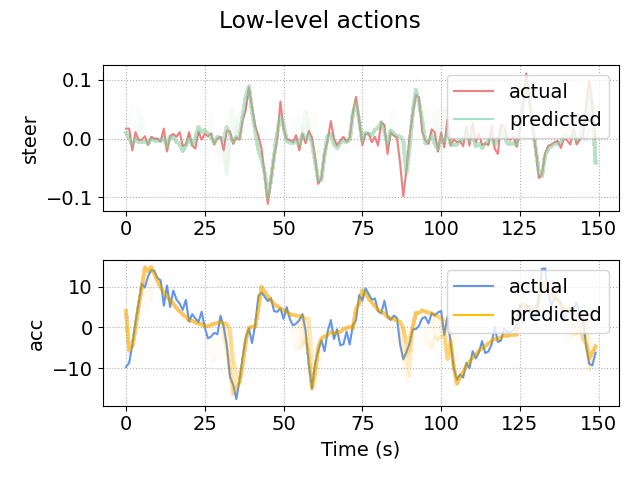 Low-level actions
steer
0.1
0.0
−0.1
actual
predicted
0 25 50 75 100 125 150
acc
10
0
−10
actual
predicted
0 25 50 75 100 125 150
Time (s)